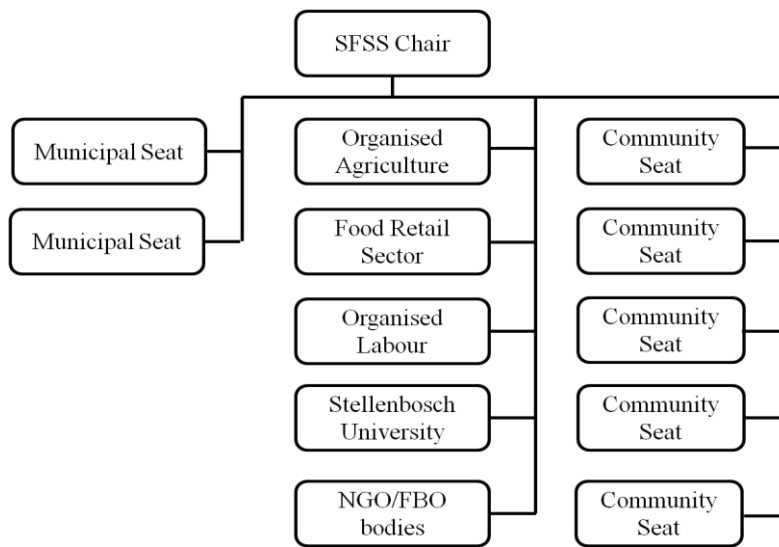 SFSS Chair
Municipal Seat
Municipal Seat
Organised
Agriculture
Food Retail
Sector
Organised
Labour
Stellenbosch
University
NGO/FBO
bodies
Community
Seat
Community
Seat
Community
Seat
Community
Seat
Community
Seat